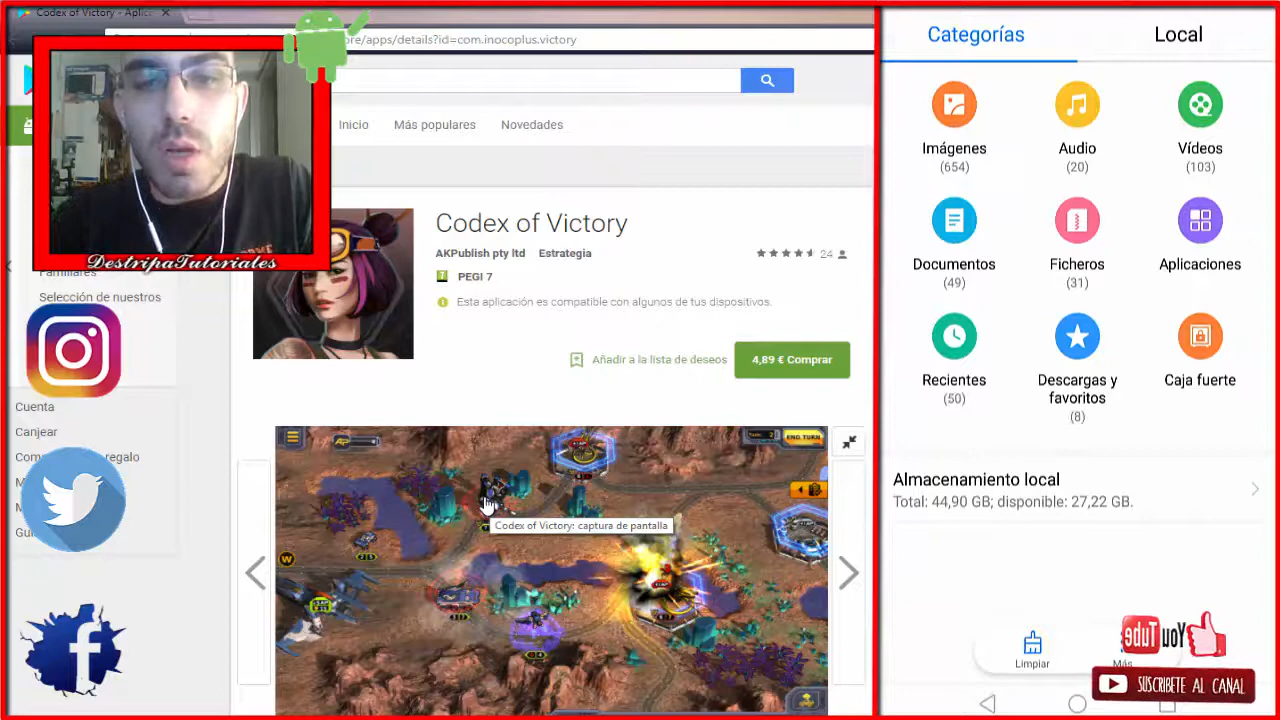 Codex of Victory - Aplica
ore/apps/details?id=com.inocoplus.victory
Inicio
Más populares
Novedades
DestripaTutoriales
Familiares
Selección de nuestros
Cuenta
Canjear
regalo
Codex of Victory
AKPublish pty ltd
Estrategia
24
7
PEGI 7
Esta aplicación es compatible con algunos de tus dispositivos.
Añadir a la lista de deseos
4,89 € Comprar
END TURN
Codex of Victory: captura de pantalla
W
Categorías
Local
Imágenes
(654)
Audio
(20)
Vídeos
(103)
Documentos
(49)
Ficheros
(31)
Aplicaciones
Recientes
(50)
Descargas y
favoritos
(8)
Caja fuerte
Almacenamiento local
Total: 44,90 GB; disponible: 27,22 GB.
Limpiar
Más
YouTube
SUSCRIBETE AL CANAL